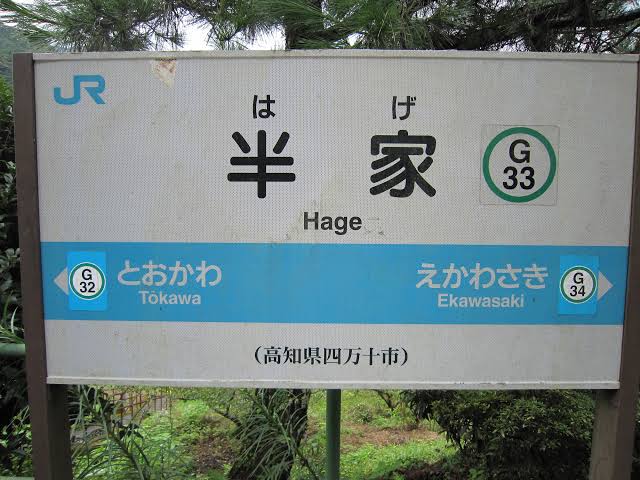 JR
はげ
半家
G
33
Hage
G
32
とおかわ
Tōkawa
えかわさき
Ekawasaki
G
34
(高知県四万十市)